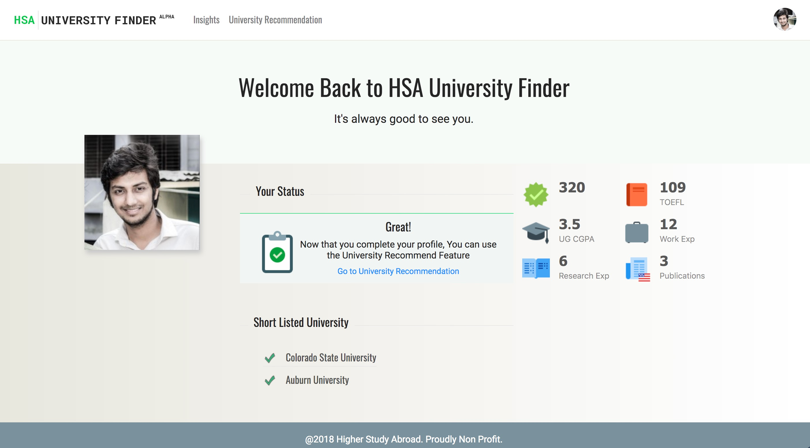 HSA UNIVERSITY FINDER ALPHA Insights University Recommendation
Welcome Back to HSA University Finder
It's always good to see you.
Your Status
Great!
Now that you complete your profile, You can use
the University Recommend Feature
Go to University Recommendation
320
109
TOEFL
3.5
UG CGPA
12
Work Exp
6
Research Exp
3
Publications
Short Listed University
Colorado State University
Auburn University
@2018 Higher Study Abroad. Proudly Non Profit.